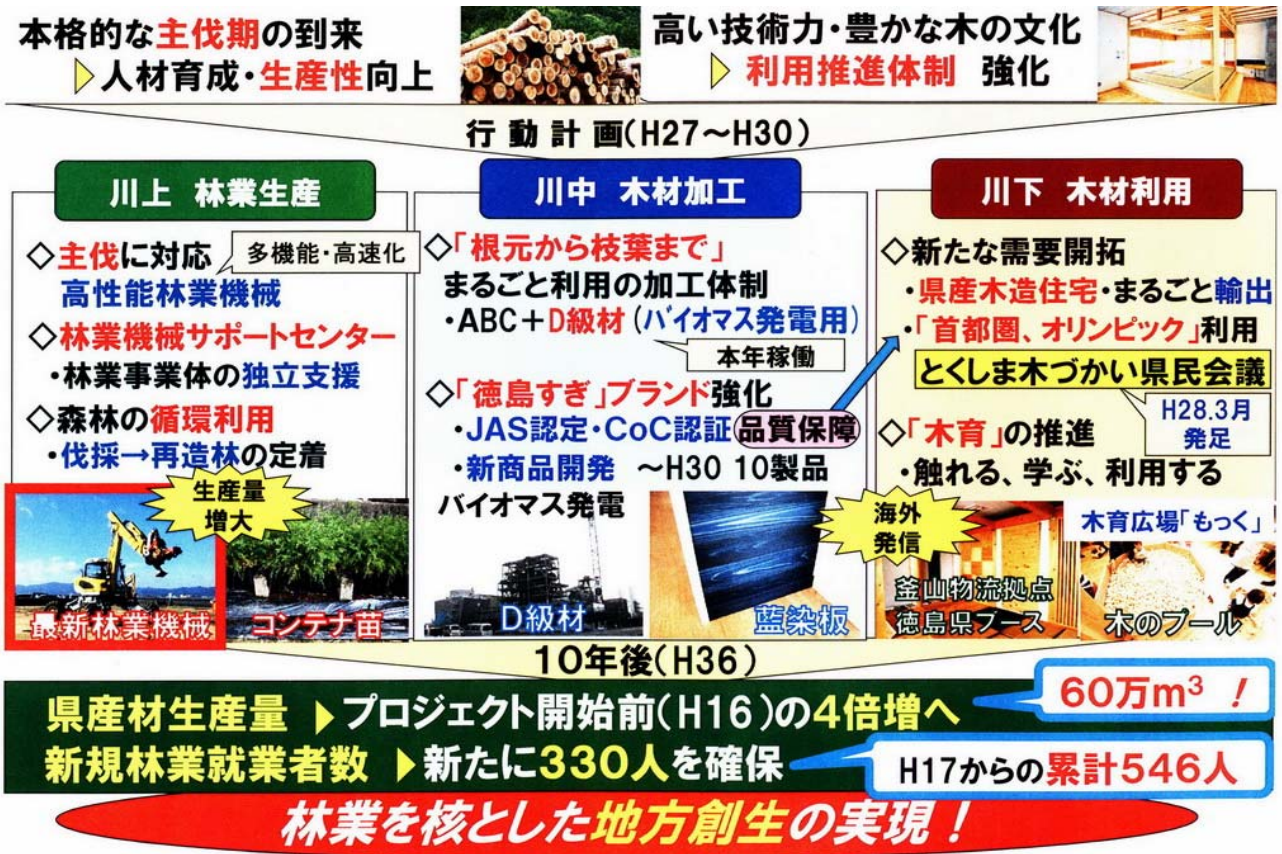 本格的な主伐期の到来
▷人材育成・生産性向上
高い技術力・豊かな木の文化
▷ 利用推進体制 強化
行動計画(H27～H30)
川上 林業生産
◇主伐に対応
多機能・高速化
高性能林業機械
◇林業機械サポートセンター
・林業事業体の独立支援
◇森林の循環利用
・伐採→再造林の定着
生産量
増大
最新林業機械
コンテナ苗
川中 木材加工
◇「根元から枝葉まで」
まるごと利用の加工体制
・ABC＋D級材(バイオマス発電用)
本年稼働
◇「徳島すぎ」ブランド強化
・JAS認定・CoC認証 品質保障
・新商品開発 ～H30 10製品
バイオマス発電
D級材
藍染板
川下 木材利用
◇新たな需要開拓
・県産木造住宅・まるごと輸出
・「首都圏、オリンピック」利用
とくしま木づかい県民会議
H28.3月
発足
◇「木育」の推進
・触れる、学ぶ、利用する
海外
発信
木育広場「もっく」
釜山物流拠点
徳島県ブース
木のプール
10年後(H36)
県産材生産量 ▶プロジェクト開始前(H16)の4倍増へ
60万m³ !
新規林業就業者数 ▶新たに330人を確保
H17からの累計546人
林業を核とした地方創生の実現!